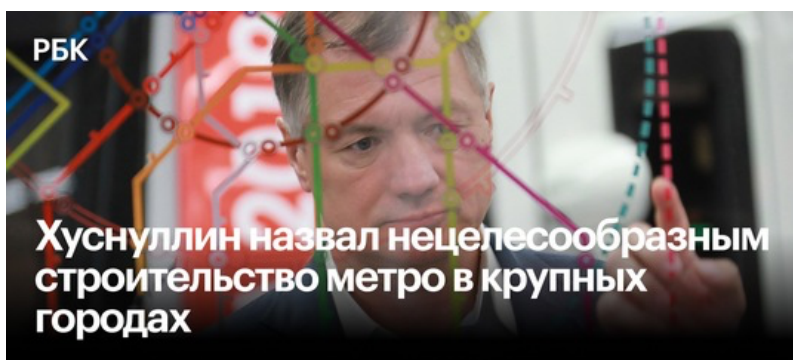 РБК
Хуснуллин назвал нецелесообразным
строительство метро в крупных
городах